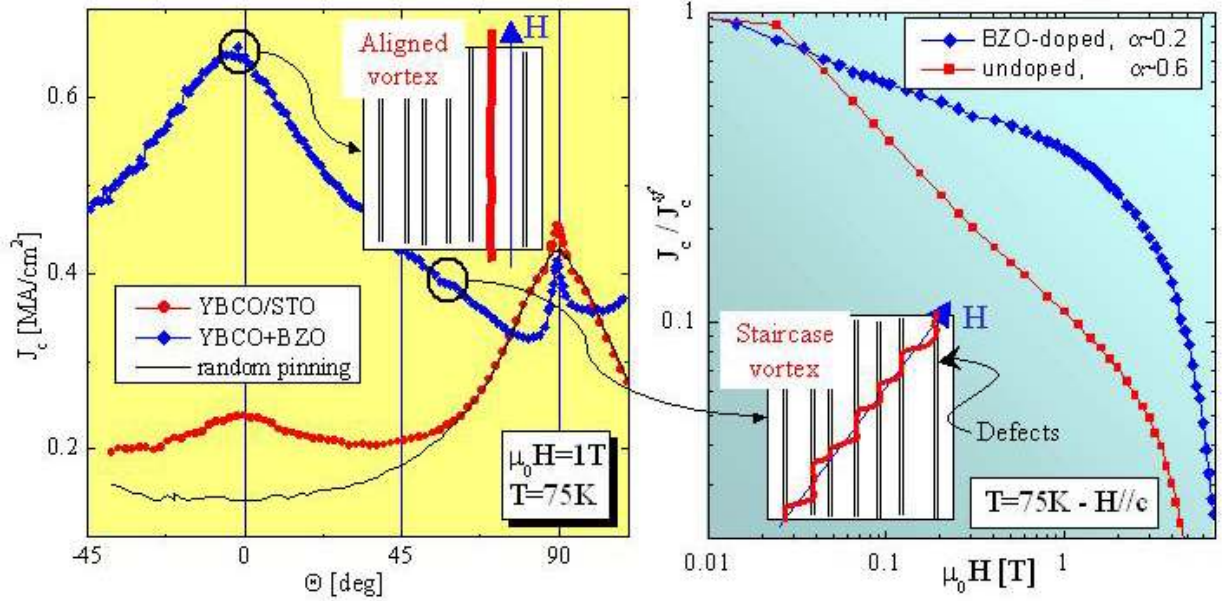 Aligned
vortex
H
J_c [MA/cm²]
0.6
0.4
0.2
YBCO/STO
YBCO+BZO
random pinning
μ₀H=1T
T=75K
-45
0
45
90
Θ [deg]
BZO-doped, α~0.2
undoped, α~0.6
J_c / J_c^sf
1
0.1
Staircase
vortex
H
Defects
T=75K - H//c
0.01
0.1
1
μ₀H [T]